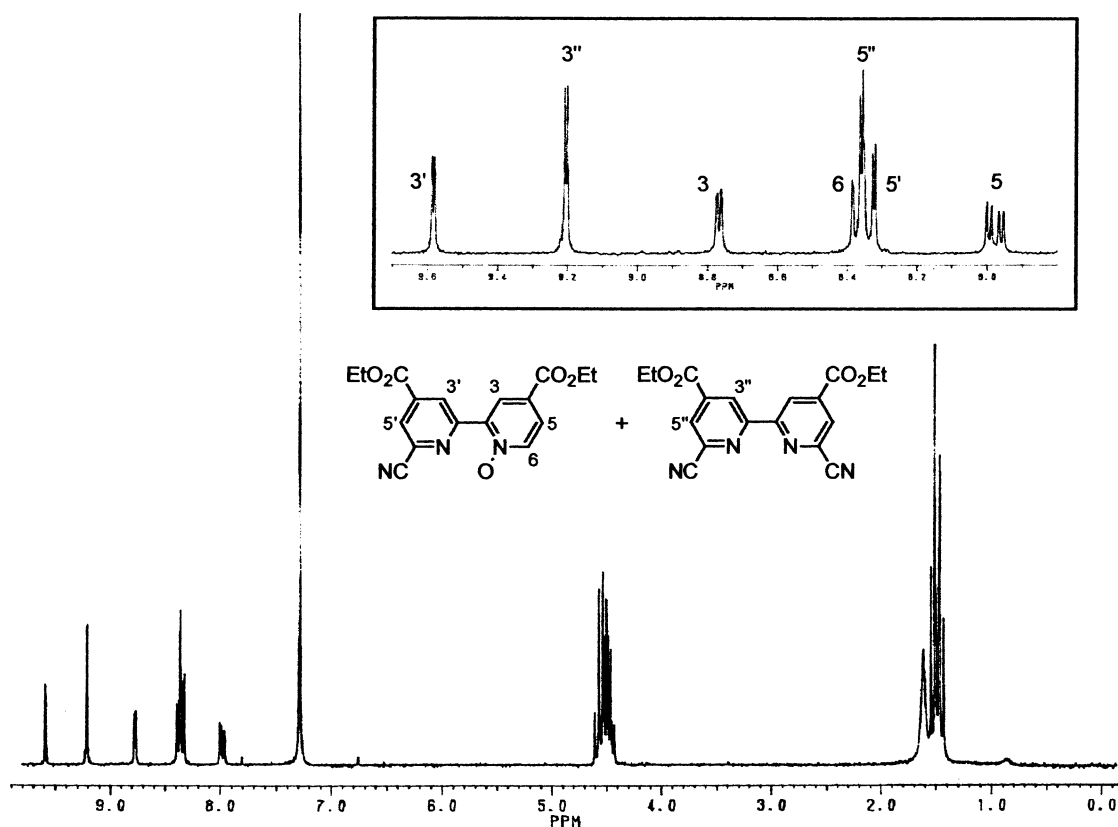 3'
3"
3
6
5"
5'
5
9.6 9.4 9.2 9.0 8.8 8.6 8.4 8.2 8.0
PPM
EtO₂C 3' 3 CO₂Et
5' N N 5
CN O 6
+
EtO₂C 3" CO₂Et
5" N N
NC CN
9.0 8.0 7.0 6.0 5.0 4.0 3.0 2.0 1.0 0.0
PPM